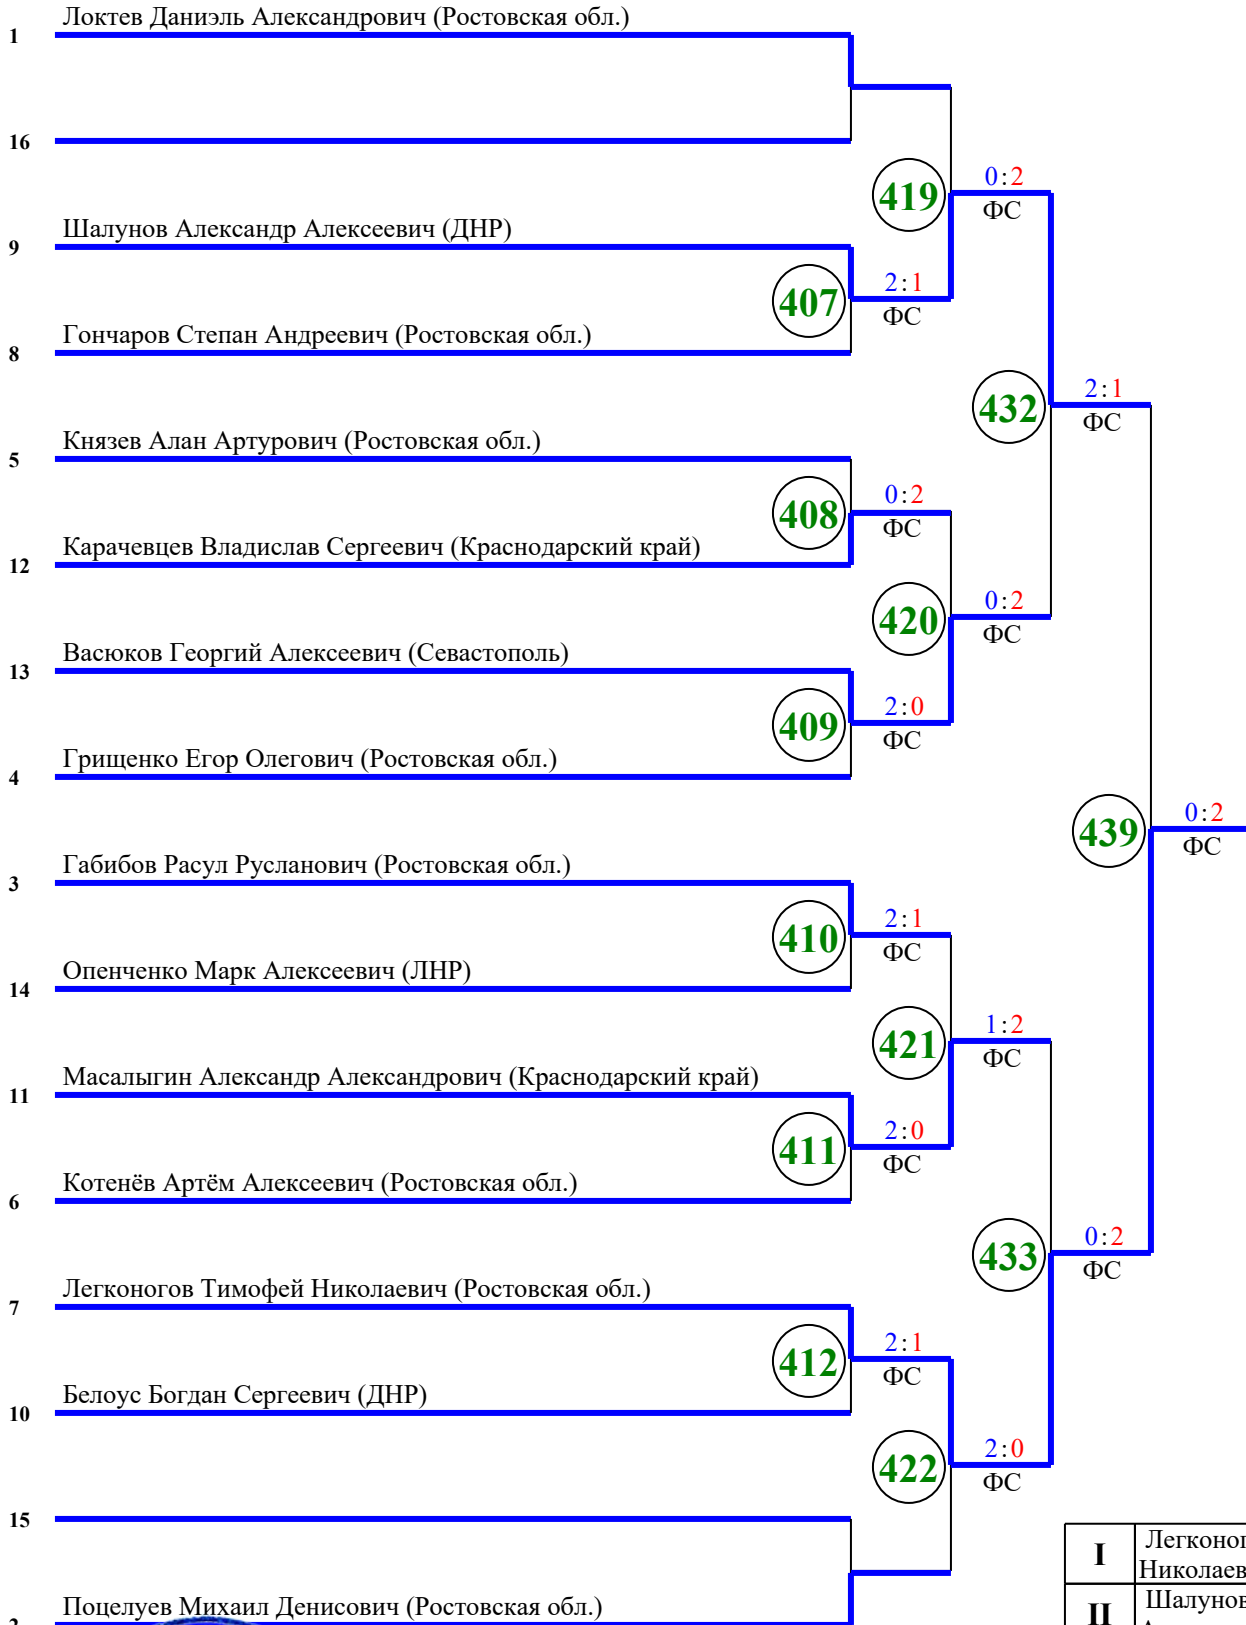 Локтев Даниэль Александрович (Ростовская обл.)
1
16
419
0:2
ФС
Шалунов Александр Алексеевич (ДНР)
9
407
2:1
ФС
Гончаров Степан Андреевич (Ростовская обл.)
8
432
2:1
ФС
Князев Алан Артурович (Ростовская обл.)
5
408
0:2
ФС
Карачевцев Владислав Сергеевич (Краснодарский край)
12
420
0:2
ФС
Васюков Георгий Алексеевич (Севастополь)
13
409
2:0
ФС
Грищенко Егор Олегович (Ростовская обл.)
4
439
0:2
ФС
Габибов Расул Русланович (Ростовская обл.)
3
410
2:1
ФС
Опенченко Марк Алексеевич (ЛНР)
14
421
1:2
ФС
Масалыгин Александр Александрович (Краснодарский край)
11
411
2:0
ФС
Котенёв Артём Алексеевич (Ростовская обл.)
6
433
0:2
ФС
Легконогов Тимофей Николаевич (Ростовская обл.)
7
412
2:1
ФС
Белоус Богдан Сергеевич (ДНР)
10
422
2:0
ФС
15
I
Легконог
Николаев
Поцелуев Михаил Денисович (Ростовская обл.)
II
Шалунов